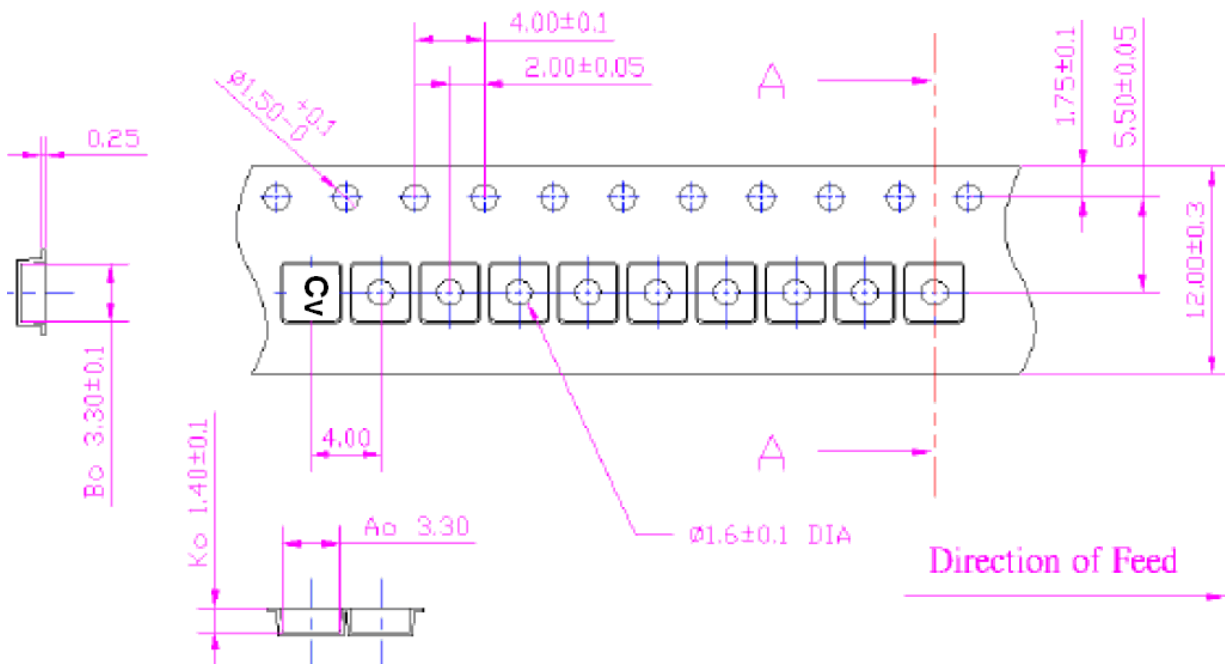 4.00±0.1
2.00±0.05
ø1.50 +0.1
-0
A
1.75±0.1
5.50±0.05
0.25
12.00±0.3
Cv
Bo 3.30±0.1
4.00
A
Ko 1.40±0.1
Ao 3.30
ø1.6±0.1 DIA
Direction of Feed